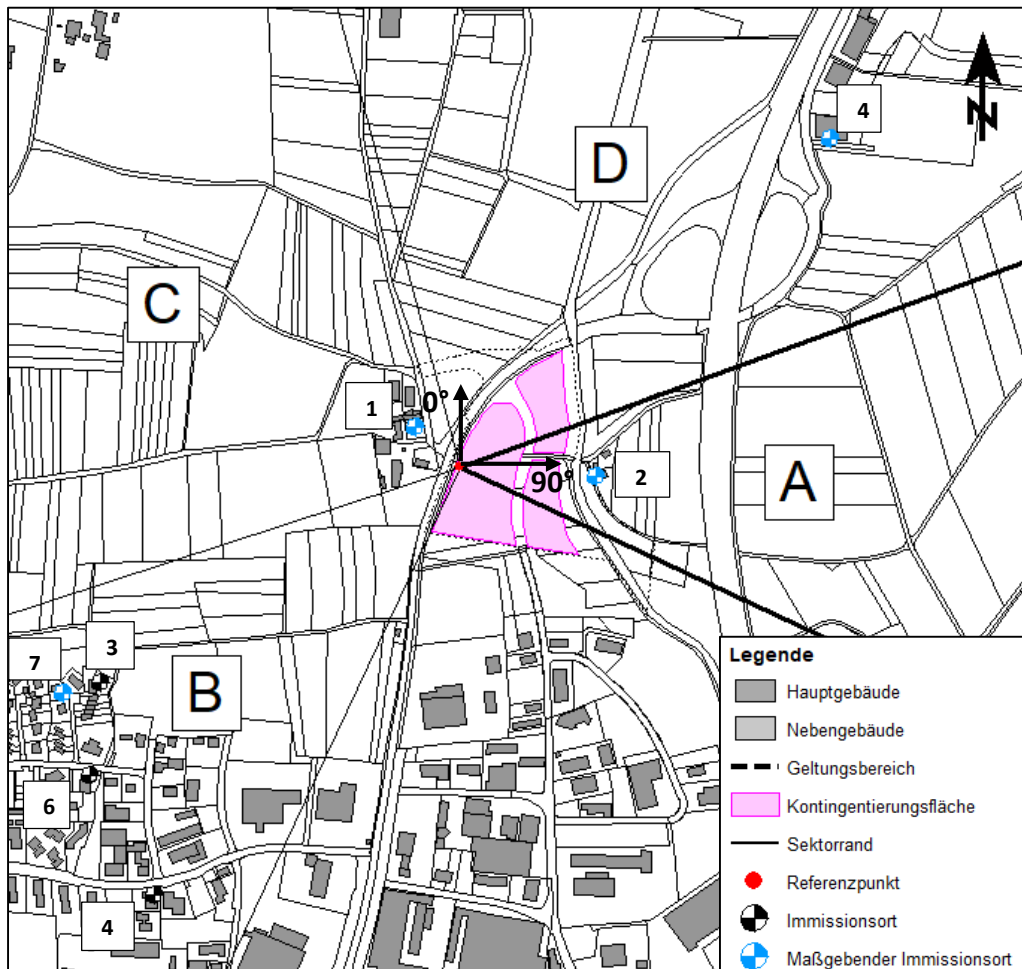 4
N
D
C
1
0°
90°
2
A
7
3
B
6
4
Legende
Hauptgebäude
Nebengebäude
Geltungsbereich
Kontingentierungsfläche
Sektorrand
Referenzpunkt
Immissionsort
Maßgebender Immissionsort